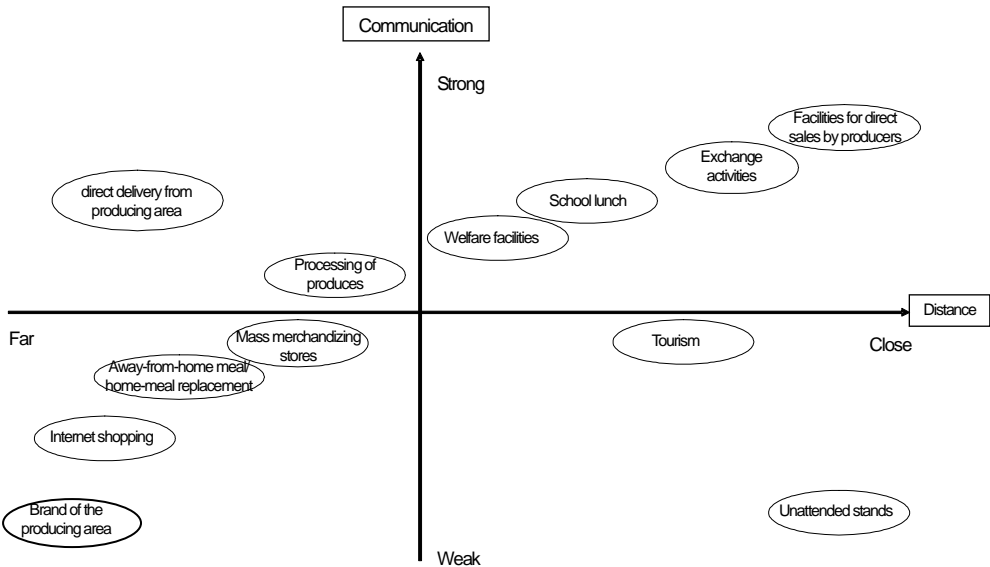 Communication
Strong
Facilities for direct
sales by producers
Exchange
activities
direct delivery from
producing area
School lunch
Welfare facilities
Processing of
produces
Distance
Far
Mass merchandizing
stores
Tourism
Close
Away-from-home meal/
home-meal replacement
Internet shopping
Brand of the
producing area
Unattended stands
Weak